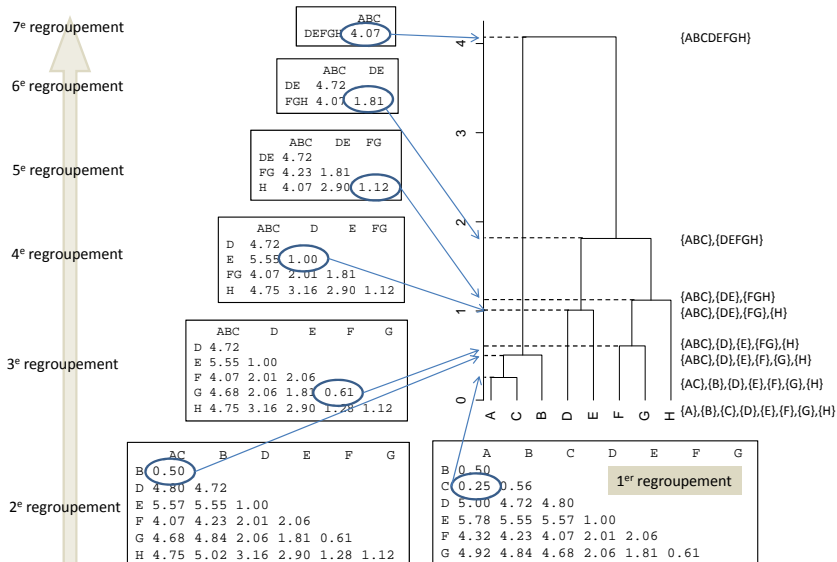 7e regroupement
ABC
DEFGH 4.07
6e regroupement
ABC DE
DE 4.72
FGH 4.07 1.81
5e regroupement
ABC DE FG
DE 4.72
FG 4.23 1.81
H 4.07 2.90 1.12
4e regroupement
ABC D E FG
D 4.72
E 5.55 1.00
FG 4.07 2.01 1.81
H 4.75 3.16 2.90 1.12
3e regroupement
ABC D E F G
D 4.72
E 5.55 1.00
F 4.07 2.01 2.06
G 4.68 2.06 1.81 0.61
H 4.75 3.16 2.90 1.28 1.12
2e regroupement
AC B D E F G
B 0.50
D 4.80 4.72
E 5.57 5.55 1.00
F 4.07 4.23 2.01 2.06
G 4.68 4.84 2.06 1.81 0.61
H 4.75 5.02 3.16 2.90 1.28 1.12
4
3
2
1
0
A C B D E F G H
{ABCDEFGH}
{ABC},{DEFGH}
{ABC},{DE},{FGH}
{ABC},{DE},{FG},{H}
{ABC},{D},{E},{FG},{H}
{ABC},{D},{E},{F},{G},{H}
{AC},{B},{D},{E},{F},{G},{H}
{A},{B},{C},{D},{E},{F},{G},{H}
A B C D E F G
B 0.50
C 0.25 0.56
D 5.00 4.72 4.80
E 5.78 5.55 5.57 1.00
F 4.32 4.23 4.07 2.01 2.06
G 4.92 4.84 4.68 2.06 1.81 0.61
1er regroupement